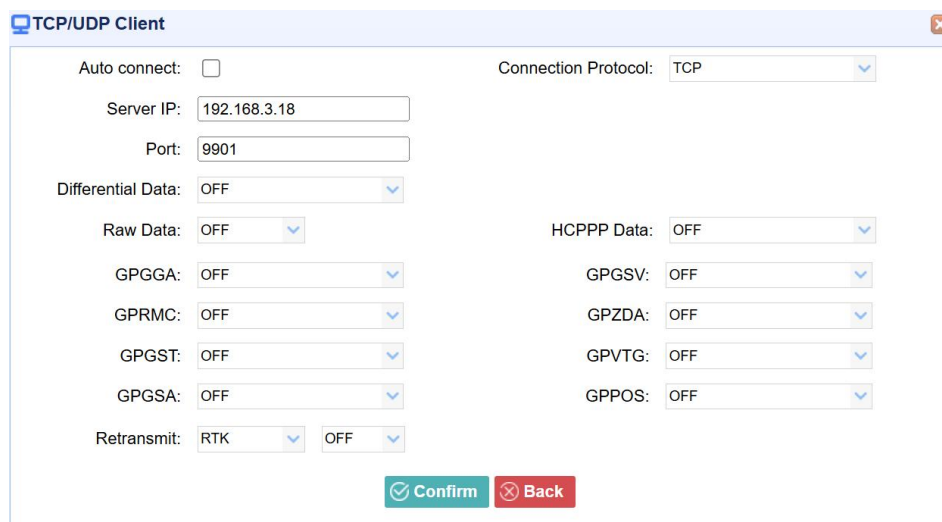 TCP/UDP Client
Auto connect: Connection Protocol: TCP
Server IP: 192.168.3.18
Port: 9901
Differential Data: OFF
Raw Data: OFF HCPPP Data: OFF
GPGGA: OFF GPGSV: OFF
GPRMC: OFF GPZDA: OFF
GPGST: OFF GPVTG: OFF
GPGSA: OFF GPPOS: OFF
Retransmit: RTK OFF
Confirm Back